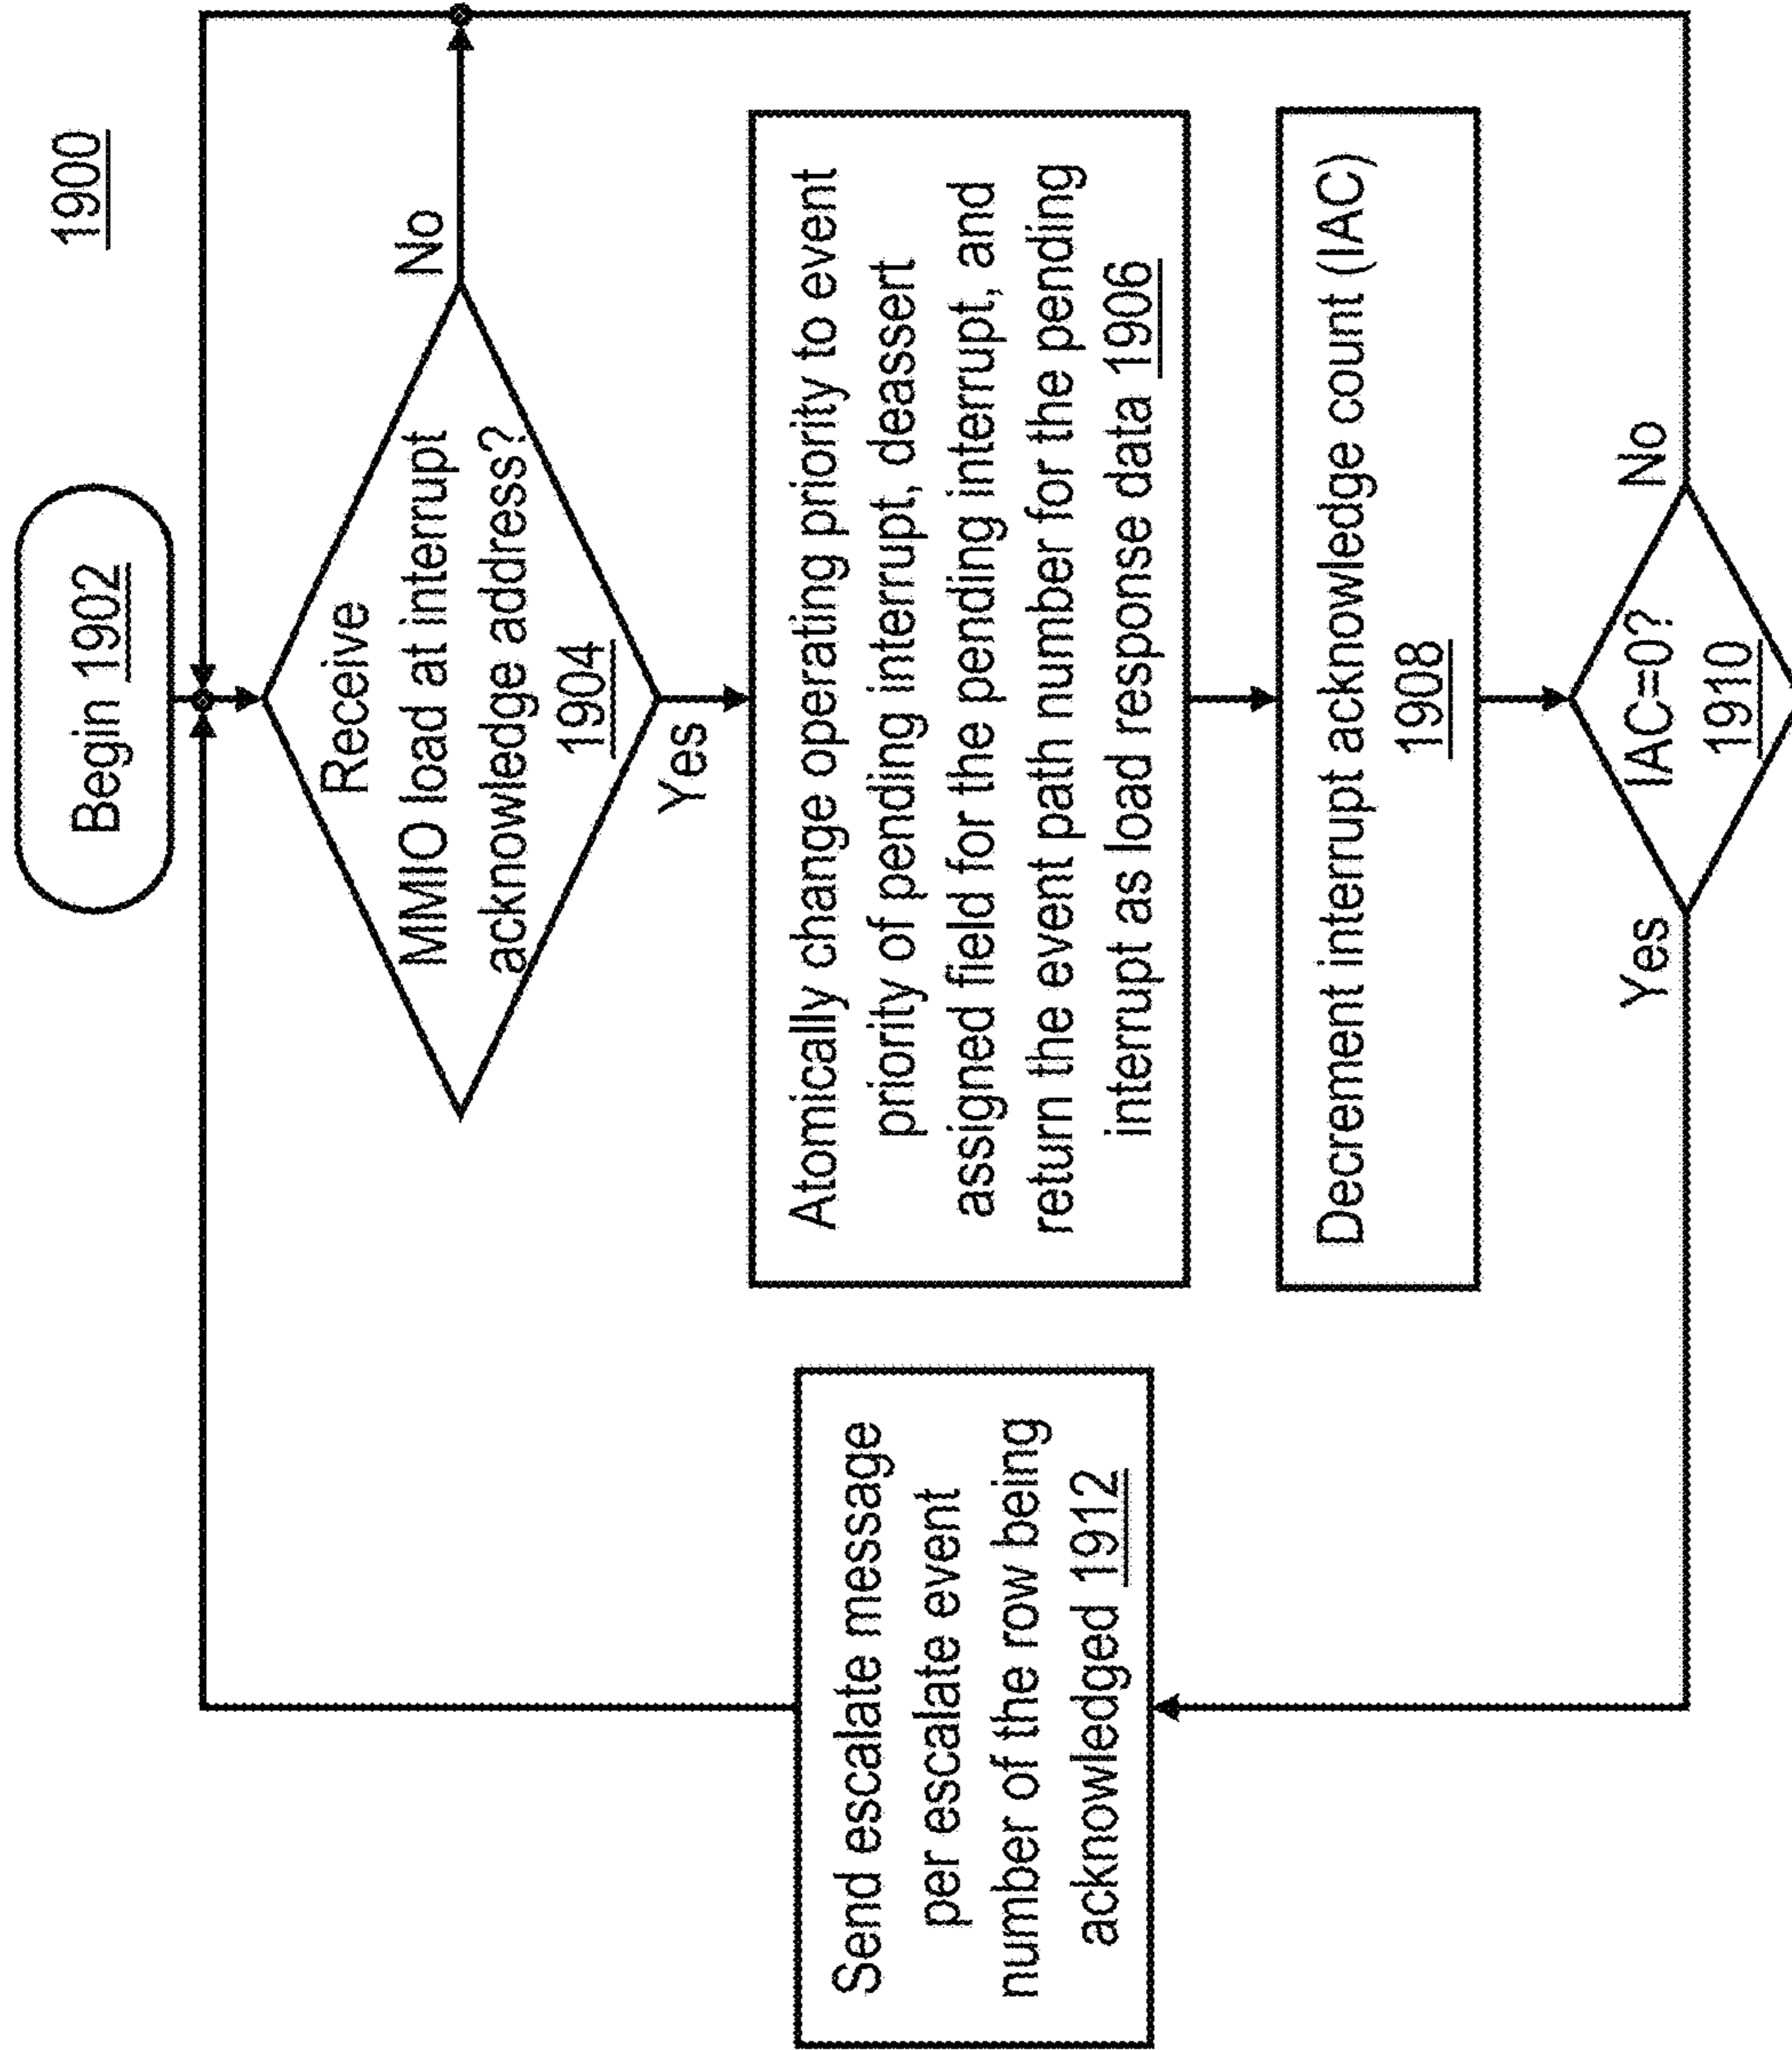 1900
Begin 1902
Receive
MMIO load at interrupt
acknowledge address?
1904
No
Yes
Atomically change operating priority to event
priority of pending interrupt, deassert
assigned field for the pending interrupt, and
return the event path number for the pending
interrupt as load response data 1906
Decrement interrupt acknowledge count (IAC)
1908
IAC=0?
1910
No
Yes
Send escalate message
per escalate event
number of the row being
acknowledged 1912